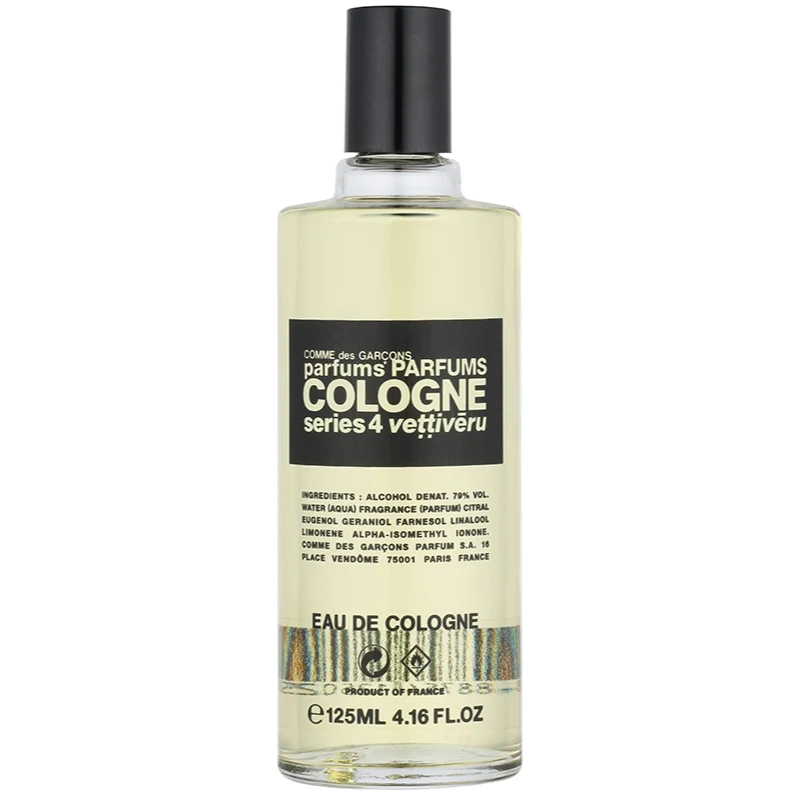 COMME des GARÇONS
parfums* PARFUMS
COLOGNE
series 4 veṭṭivēru
INGREDIENTS : ALCOHOL DENAT. 79% VOL.
WATER (AQUA) FRAGRANCE (PARFUM) CITRAL
EUGENOL GERANIOL FARNESOL LINALOOL
LIMONENE ALPHA-ISOMETHYL IONONE.
COMME DES GARÇONS PARFUM S.A. 16
PLACE VENDÔME 75001 PARIS FRANCE
EAU DE COLOGNE
PRODUCT OF FRANCE
℮125ML 4.16 FL.OZ